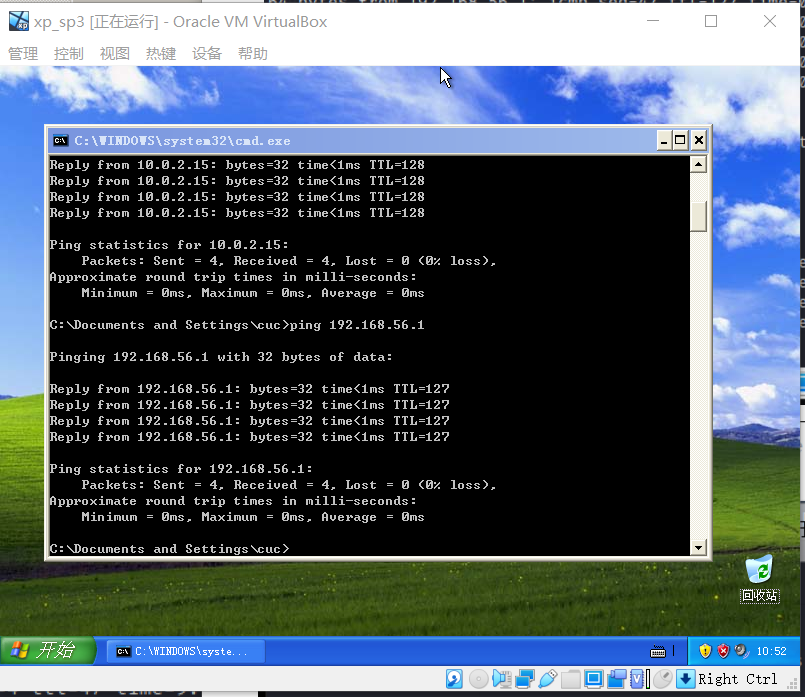 xp_sp3 [正在运行] - Oracle VM VirtualBox
管理 控制 视图 热键 设备 帮助
C:\WINDOWS\system32\cmd.exe
Reply from 10.0.2.15: bytes=32 time<1ms TTL=128
Reply from 10.0.2.15: bytes=32 time<1ms TTL=128
Reply from 10.0.2.15: bytes=32 time<1ms TTL=128
Reply from 10.0.2.15: bytes=32 time<1ms TTL=128
Ping statistics for 10.0.2.15:
Packets: Sent = 4, Received = 4, Lost = 0 (0% loss),
Approximate round trip times in milli-seconds:
Minimum = 0ms, Maximum = 0ms, Average = 0ms
C:\Documents and Settings\cuc>ping 192.168.56.1
Pinging 192.168.56.1 with 32 bytes of data:
Reply from 192.168.56.1: bytes=32 time<1ms TTL=127
Reply from 192.168.56.1: bytes=32 time<1ms TTL=127
Reply from 192.168.56.1: bytes=32 time<1ms TTL=127
Reply from 192.168.56.1: bytes=32 time<1ms TTL=127
Ping statistics for 192.168.56.1:
Packets: Sent = 4, Received = 4, Lost = 0 (0% loss),
Approximate round trip times in milli-seconds:
Minimum = 0ms, Maximum = 0ms, Average = 0ms
C:\Documents and Settings\cuc>
回收站
开始 C:\WINDOWS\syste... 10:52
Right Ctrl